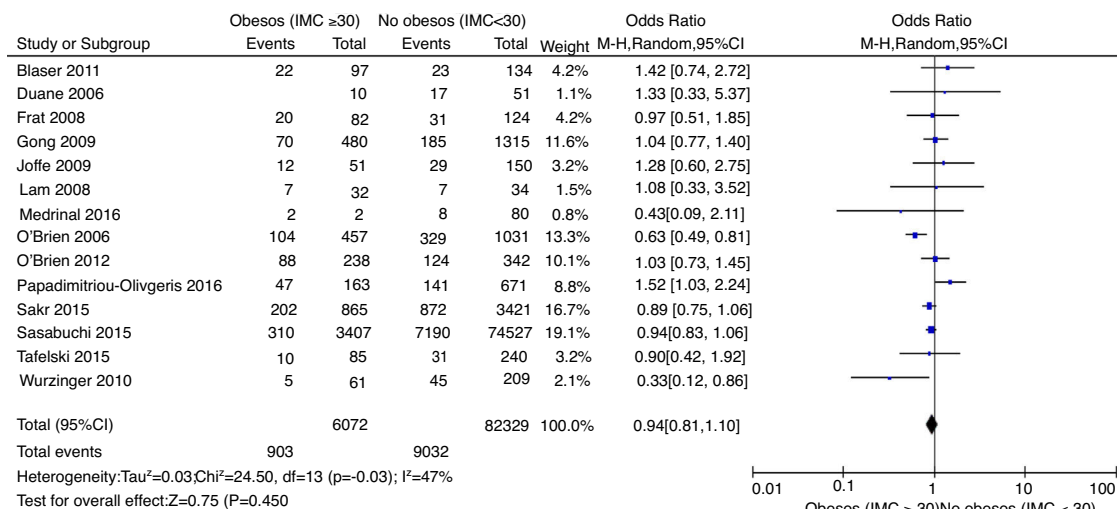 Obesos (IMC ≥30) No obesos (IMC<30) Odds Ratio Odds Ratio
Study or Subgroup Events Total Events Total Weight M-H,Random,95%CI M-H,Random,95%CI
Blaser 2011 22 97 23 134 4.2% 1.42 [0.74, 2.72]
Duane 2006 10 17 51 1.1% 1.33 [0.33, 5.37]
Frat 2008 20 82 31 124 4.2% 0.97 [0.51, 1.85]
Gong 2009 70 480 185 1315 11.6% 1.04 [0.77, 1.40]
Joffe 2009 12 51 29 150 3.2% 1.28 [0.60, 2.75]
Lam 2008 7 32 7 34 1.5% 1.08 [0.33, 3.52]
Medrinal 2016 2 2 8 80 0.8% 0.43[0.09, 2.11]
O'Brien 2006 104 457 329 1031 13.3% 0.63 [0.49, 0.81]
O'Brien 2012 88 238 124 342 10.1% 1.03 [0.73, 1.45]
Papadimitriou-Olivgeris 2016 47 163 141 671 8.8% 1.52 [1.03, 2.24]
Sakr 2015 202 865 872 3421 16.7% 0.89 [0.75, 1.06]
Sasabuchi 2015 310 3407 7190 74527 19.1% 0.94[0.83, 1.06]
Tafelski 2015 10 85 31 240 3.2% 0.90[0.42, 1.92]
Wurzinger 2010 5 61 45 209 2.1% 0.33[0.12, 0.86]
Total (95%CI) 6072 82329 100.0% 0.94[0.81,1.10]
Total events 903 9032
Heterogeneity:Tau²=0.03;Chi²=24.50, df=13 (p=-0.03); I²=47%
Test for overall effect:Z=0.75 (P=0.450
0.01 0.1 1 10 100
Obesos (IMC ≥ 30)No obesos (IMC < 30)